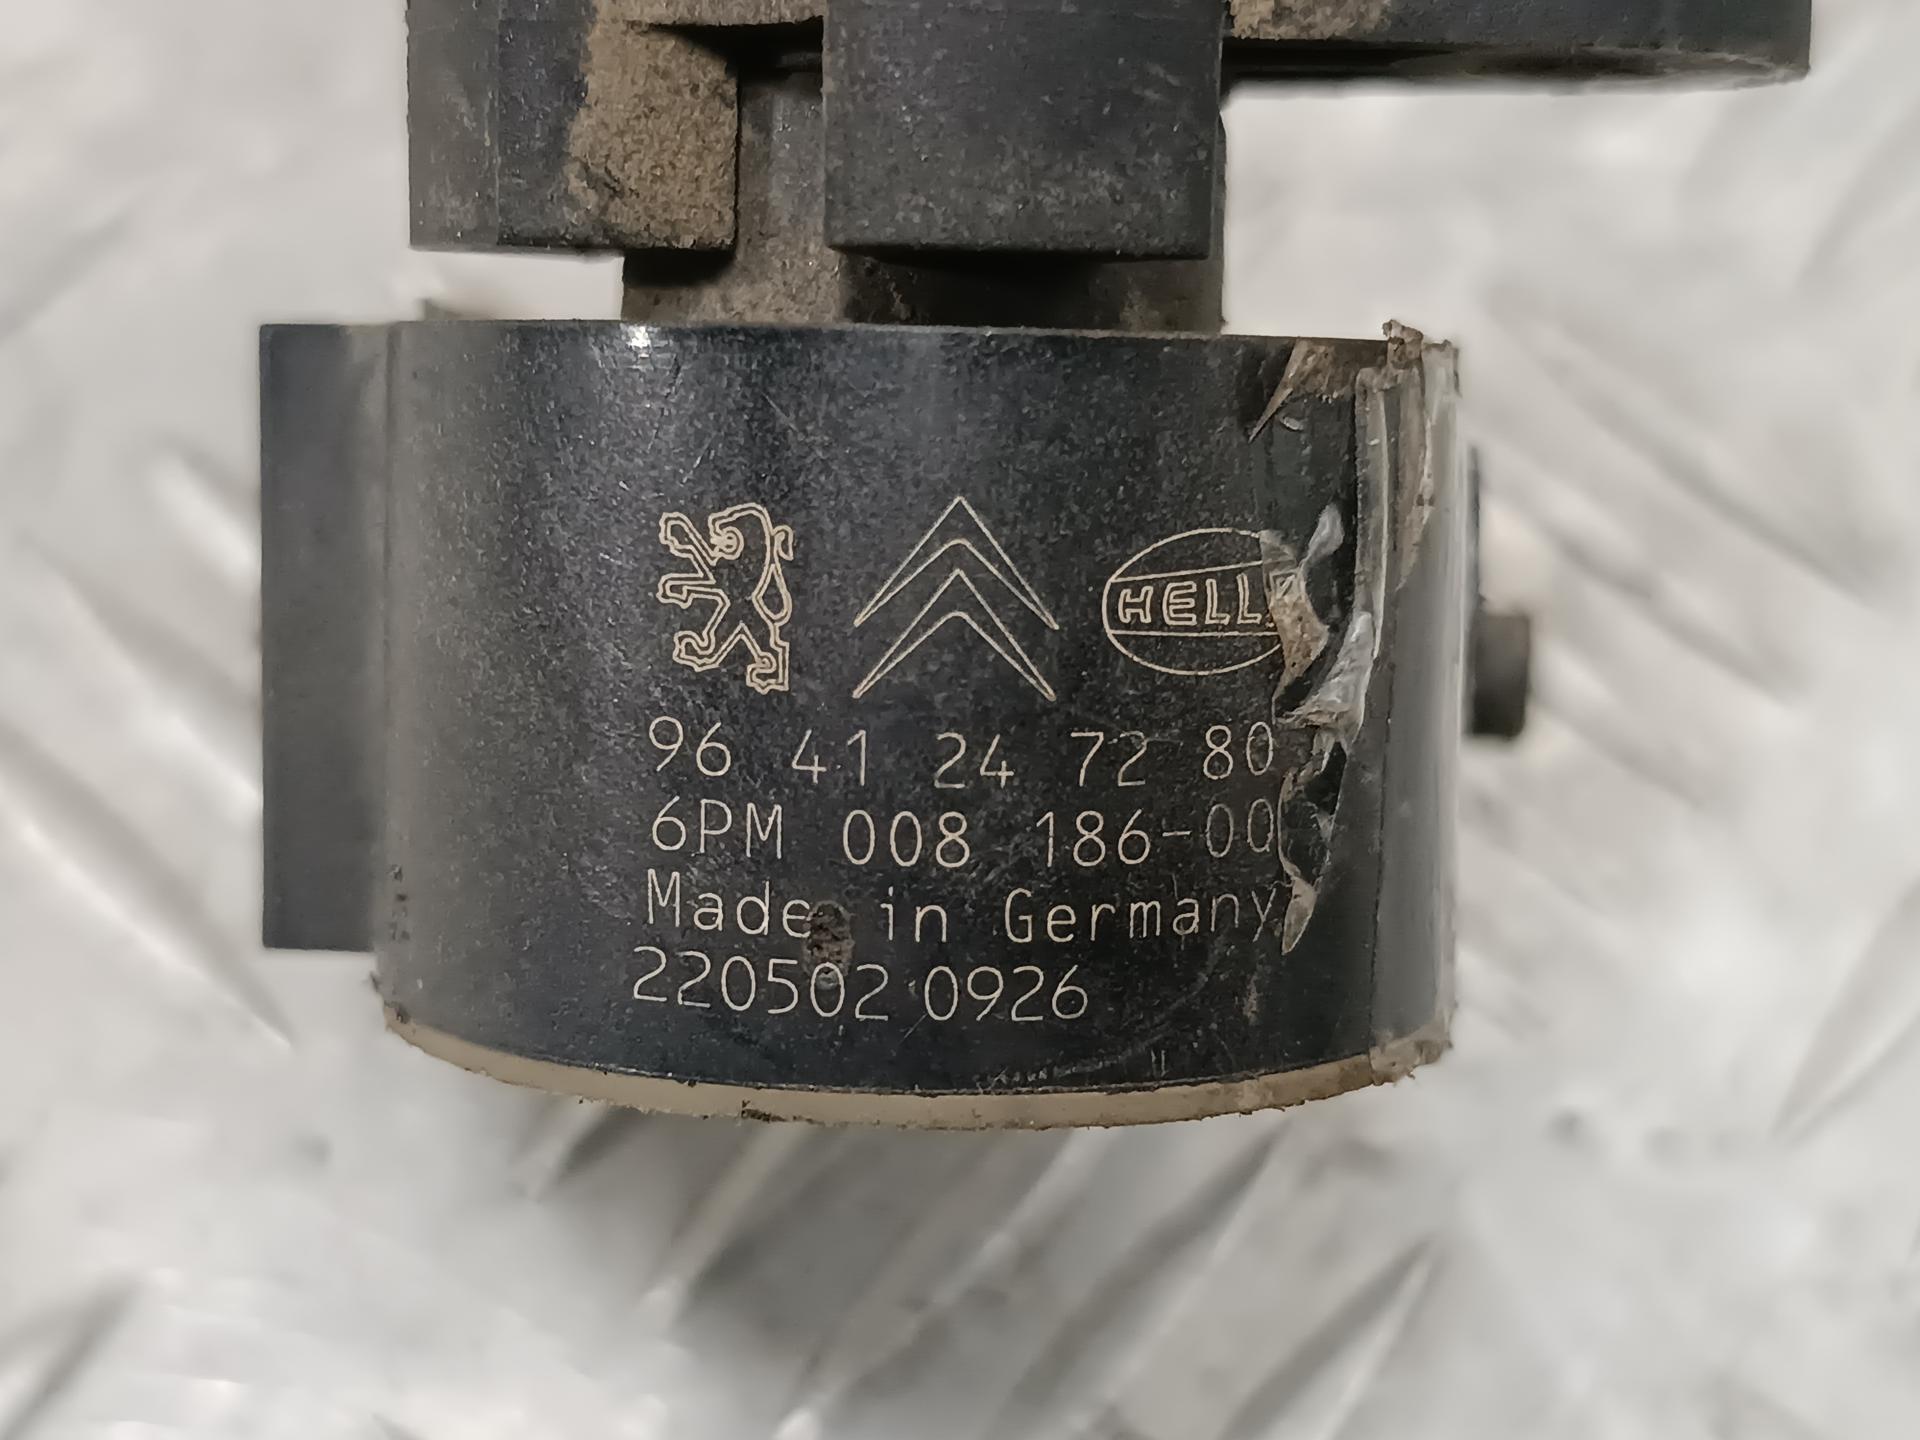 HELL
96 41 24 72 80
6PM 008 186-00
Made in Germany
220502 0926